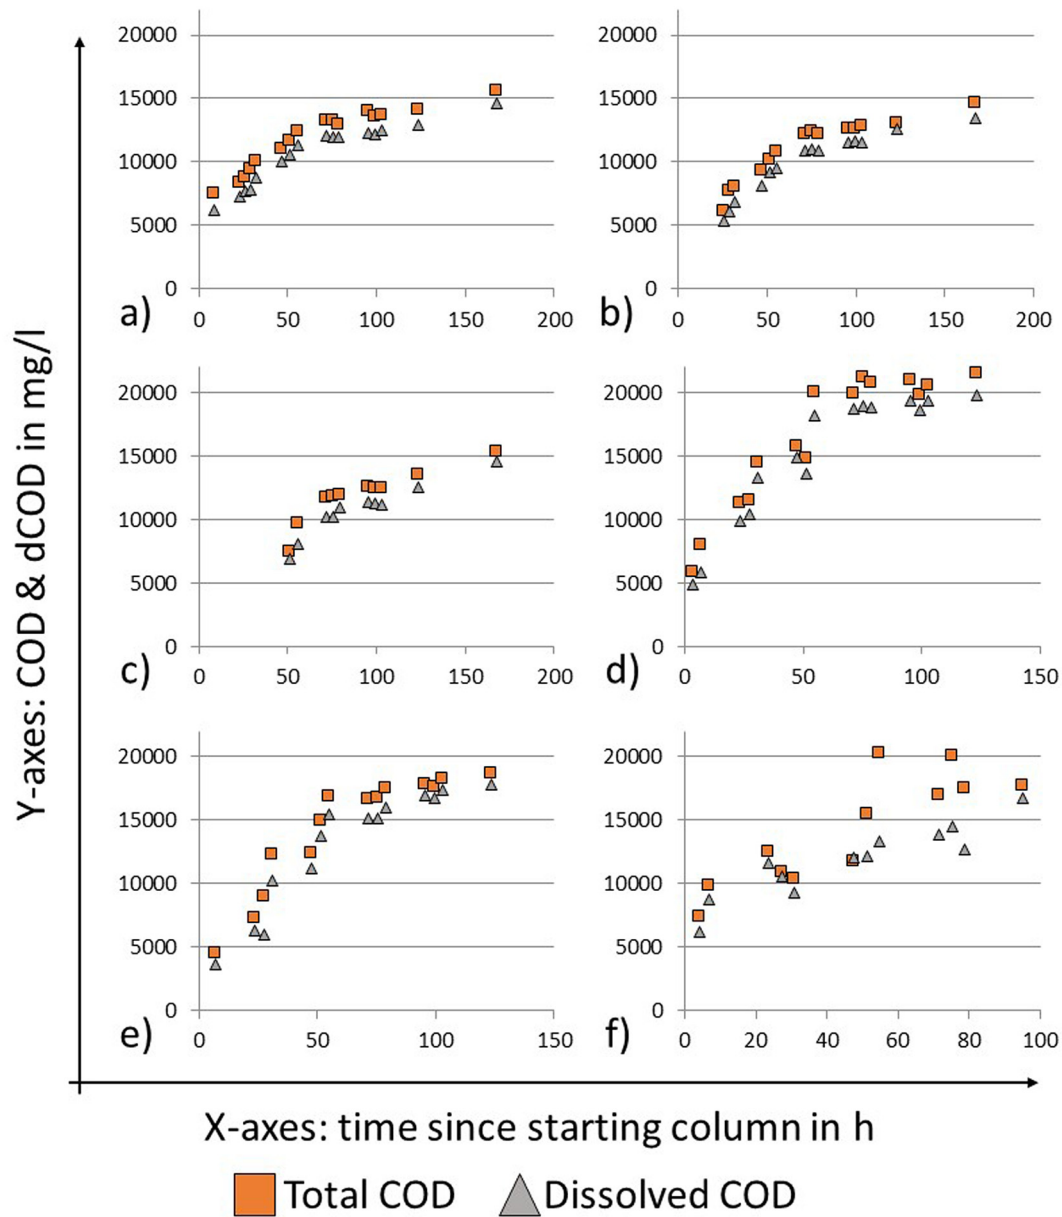 20000
15000
10000
5000
0
a)
0 50 100 150 200
20000
15000
10000
5000
0
b)
0 50 100 150 200
20000
15000
10000
5000
0
c)
0 50 100 150 200
20000
15000
10000
5000
0
d)
0 50 100 150
20000
15000
10000
5000
0
e)
0 50 100 150
20000
15000
10000
5000
0
f)
0 20 40 60 80 100
Y-axes: COD & dCOD in mg/l
X-axes: time since starting column in h
Total COD Dissolved COD